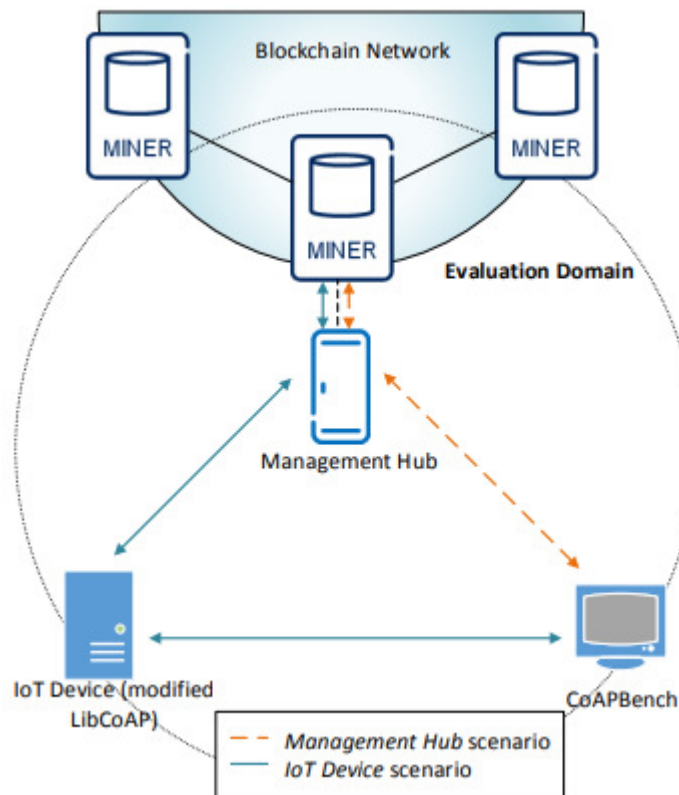 Blockchain Network
MINER
MINER
MINER
Evaluation Domain
Management Hub
IoT Device (modified
LibCoAP)
CoAPBench
Management Hub scenario
IoT Device scenario